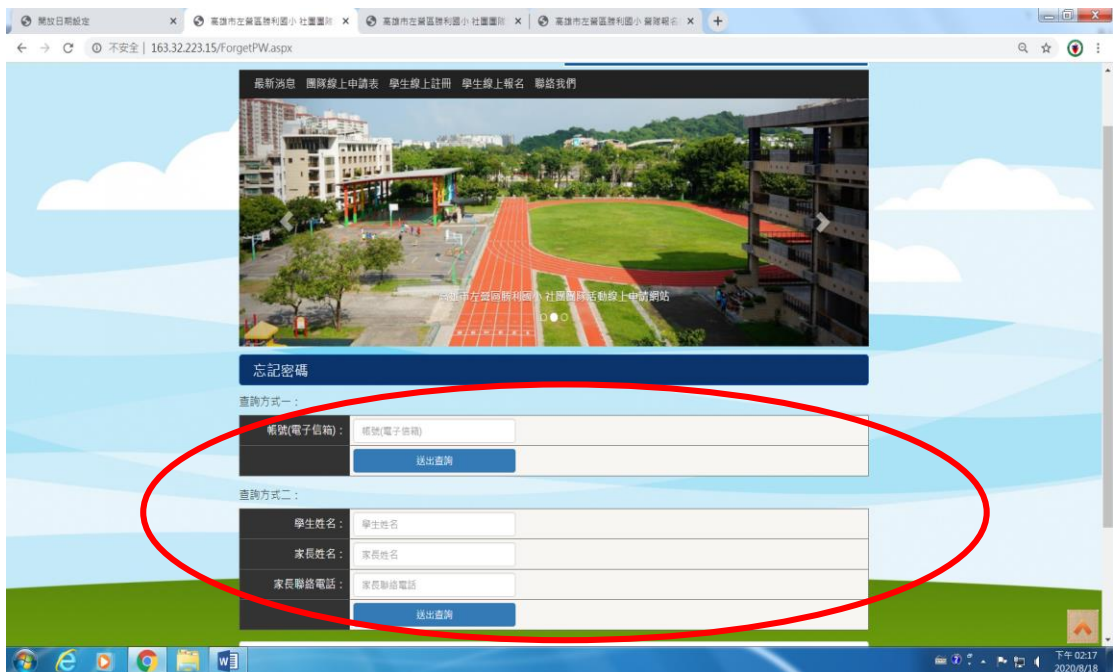 開放日期設定
高雄市左營區勝利國小 社團團隊
高雄市左營區勝利國小 社團團隊
高雄市左營區勝利國小 營隊報名
不安全 | 163.32.223.15/ForgetPW.aspx
最新消息 團隊線上申請表 學生線上註冊 學生線上報名 聯絡我們
高雄市左營區勝利國小 社團團隊活動線上申請網站
忘記密碼
查詢方式一：
帳號(電子信箱)： 帳號(電子信箱)
送出查詢
查詢方式二：
學生姓名： 學生姓名
家長姓名： 家長姓名
家長聯絡電話： 家長聯絡電話
送出查詢
下午 02:17
2020/8/18